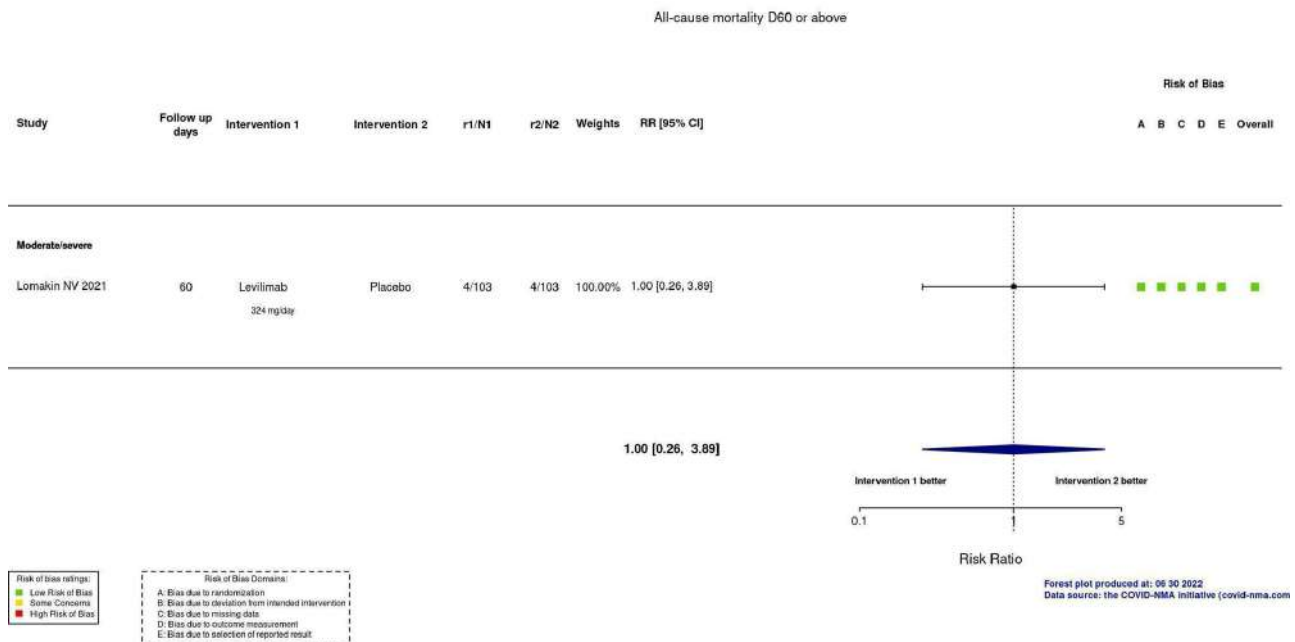 All-cause mortality D60 or above
Risk of Bias
Study Follow up days Intervention 1 Intervention 2 r1/N1 r2/N2 Weights RR [95% CI] A B C D E Overall
Moderate/severe
Lomakin NV 2021 60 Levilimab Placebo 4/103 4/103 100.00% 1.00 [0.26, 3.89]
324 mg/day
1.00 [0.26, 3.89]
Intervention 1 better Intervention 2 better
0.1 1 5
Risk Ratio
Risk of bias ratings:
Low Risk of Bias
Some Concerns
High Risk of Bias
Risk of Bias Domains:
A: Bias due to randomization
B: Bias due to deviation from intended intervention
C: Bias due to missing data
D: Bias due to outcome measurement
E: Bias due to selection of reported result
Forest plot produced at: 06 30 2022
Data source: the COVID-NMA initiative (covid-nma.com